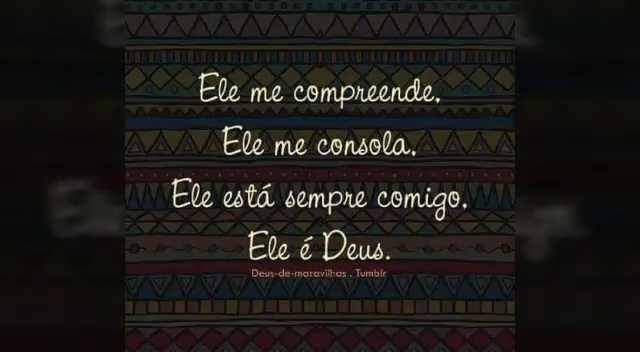 Ele me compreende,
Ele me consola,
Ele está sempre comigo,
Ele é Deus.
Deus-de-maravilhas . Tumblr